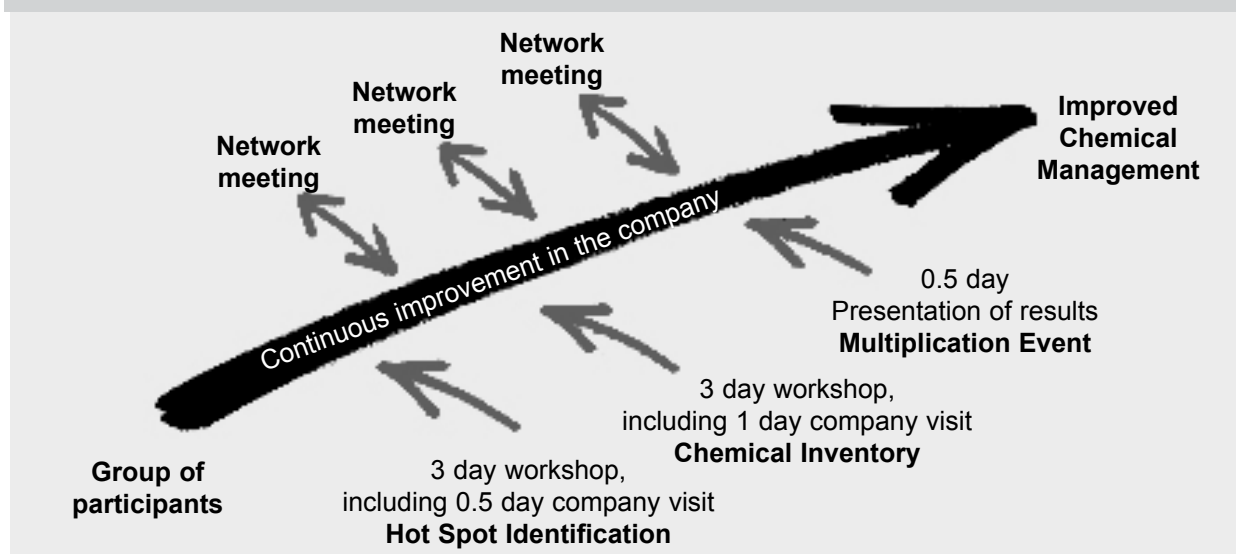 Network
meeting
Network
meeting
Network
meeting
Improved
Chemical
Management
Continuous improvement in the company
0.5 day
Presentation of results
Multiplication Event
3 day workshop,
including 1 day company visit
Chemical Inventory
3 day workshop,
including 0.5 day company visit
Hot Spot Identification
Group of
participants